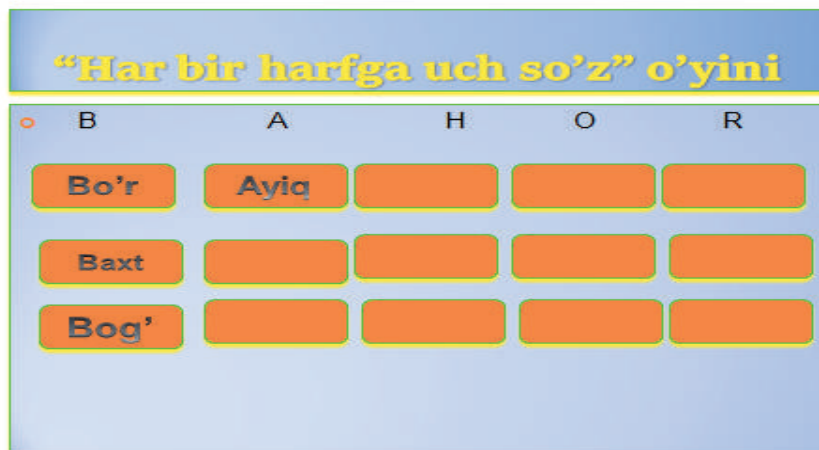 “Har bir harfga uch so’z” o’yini
B A H O R
Bo’r Ayiq
Baxt
Bog’